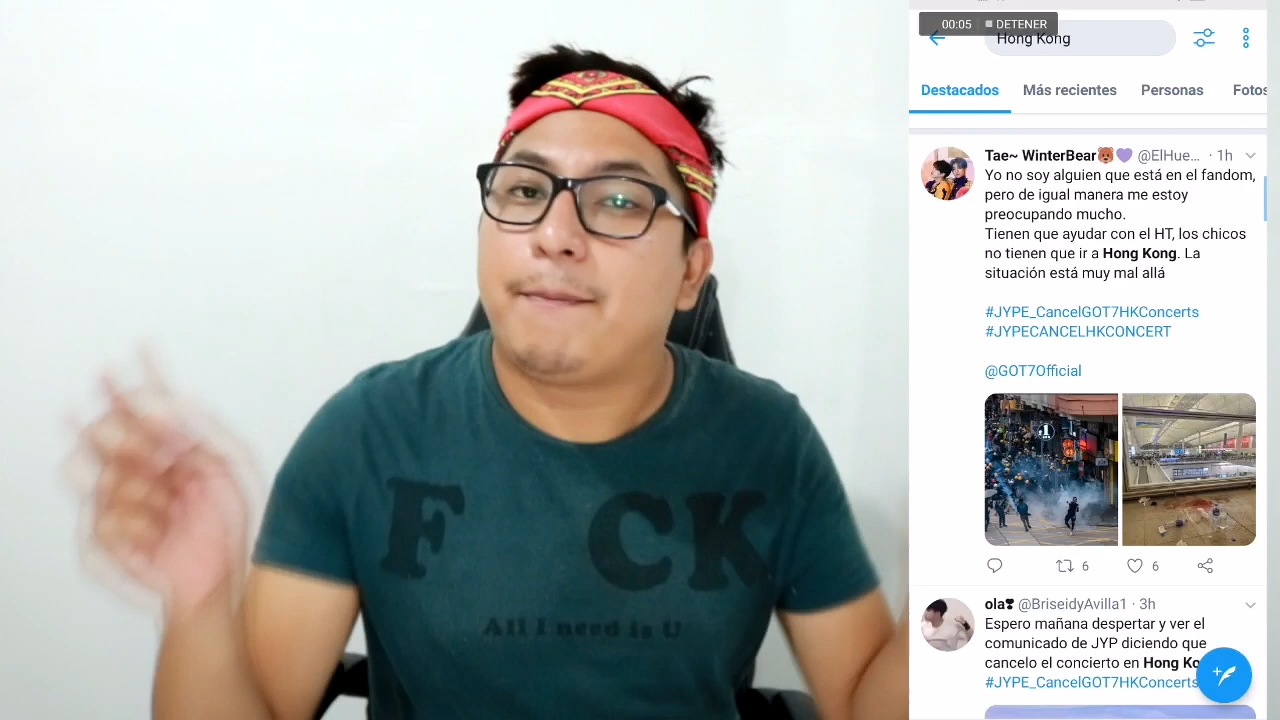 F CK
All I need is U
00:05 DETENER
Hong Kong
Destacados Más recientes Personas Fotos
Tae~ WinterBear🐻💜 @ElHue... · 1h
Yo no soy alguien que está en el fandom,
pero de igual manera me estoy
preocupando mucho.
Tienen que ayudar con el HT, los chicos
no tienen que ir a Hong Kong. La
situación está muy mal allá
#JYPE_CancelGOT7HKConcerts
#JYPECANCELHKCONCERT
@GOT7Official
6 6
ola❣ @BriseidyAvilla1 · 3h
Espero mañana despertar y ver el
comunicado de JYP diciendo que
cancelo el concierto en Hong Ko
#JYPE_CancelGOT7HKConcerts